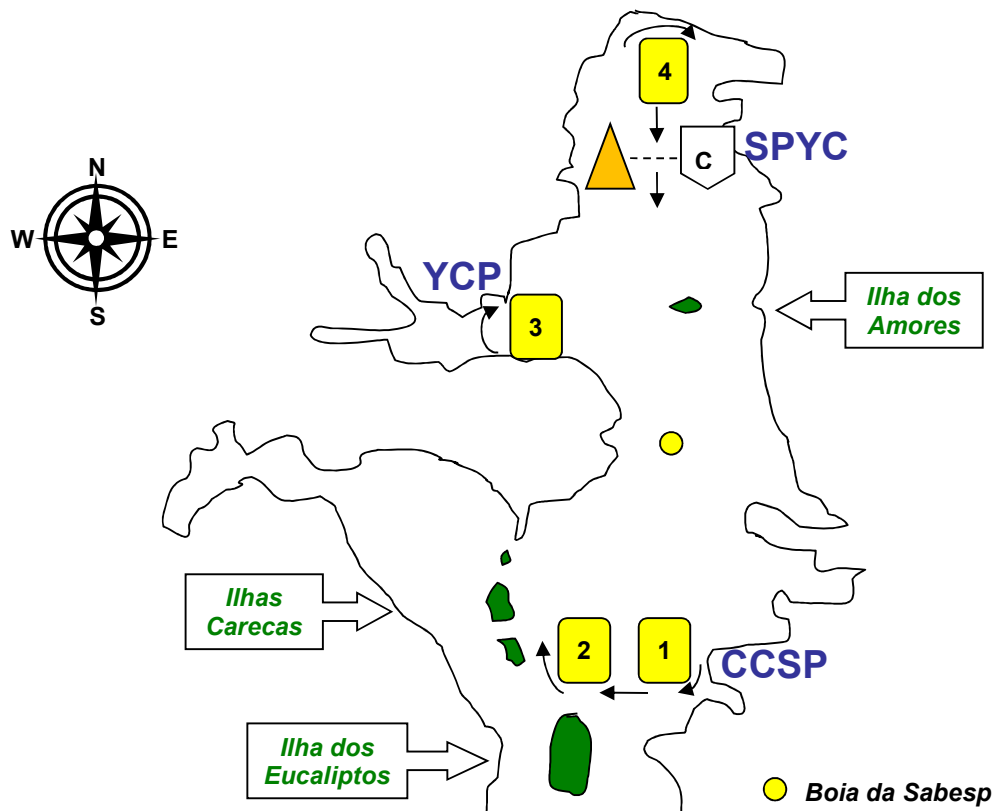 4
C
SPYC
N
W
E
S
YCP
3
Ilha dos
Amores
Ilhas
Carecas
2
1
CCSP
Ilha dos
Eucaliptos
Boia da Sabesp